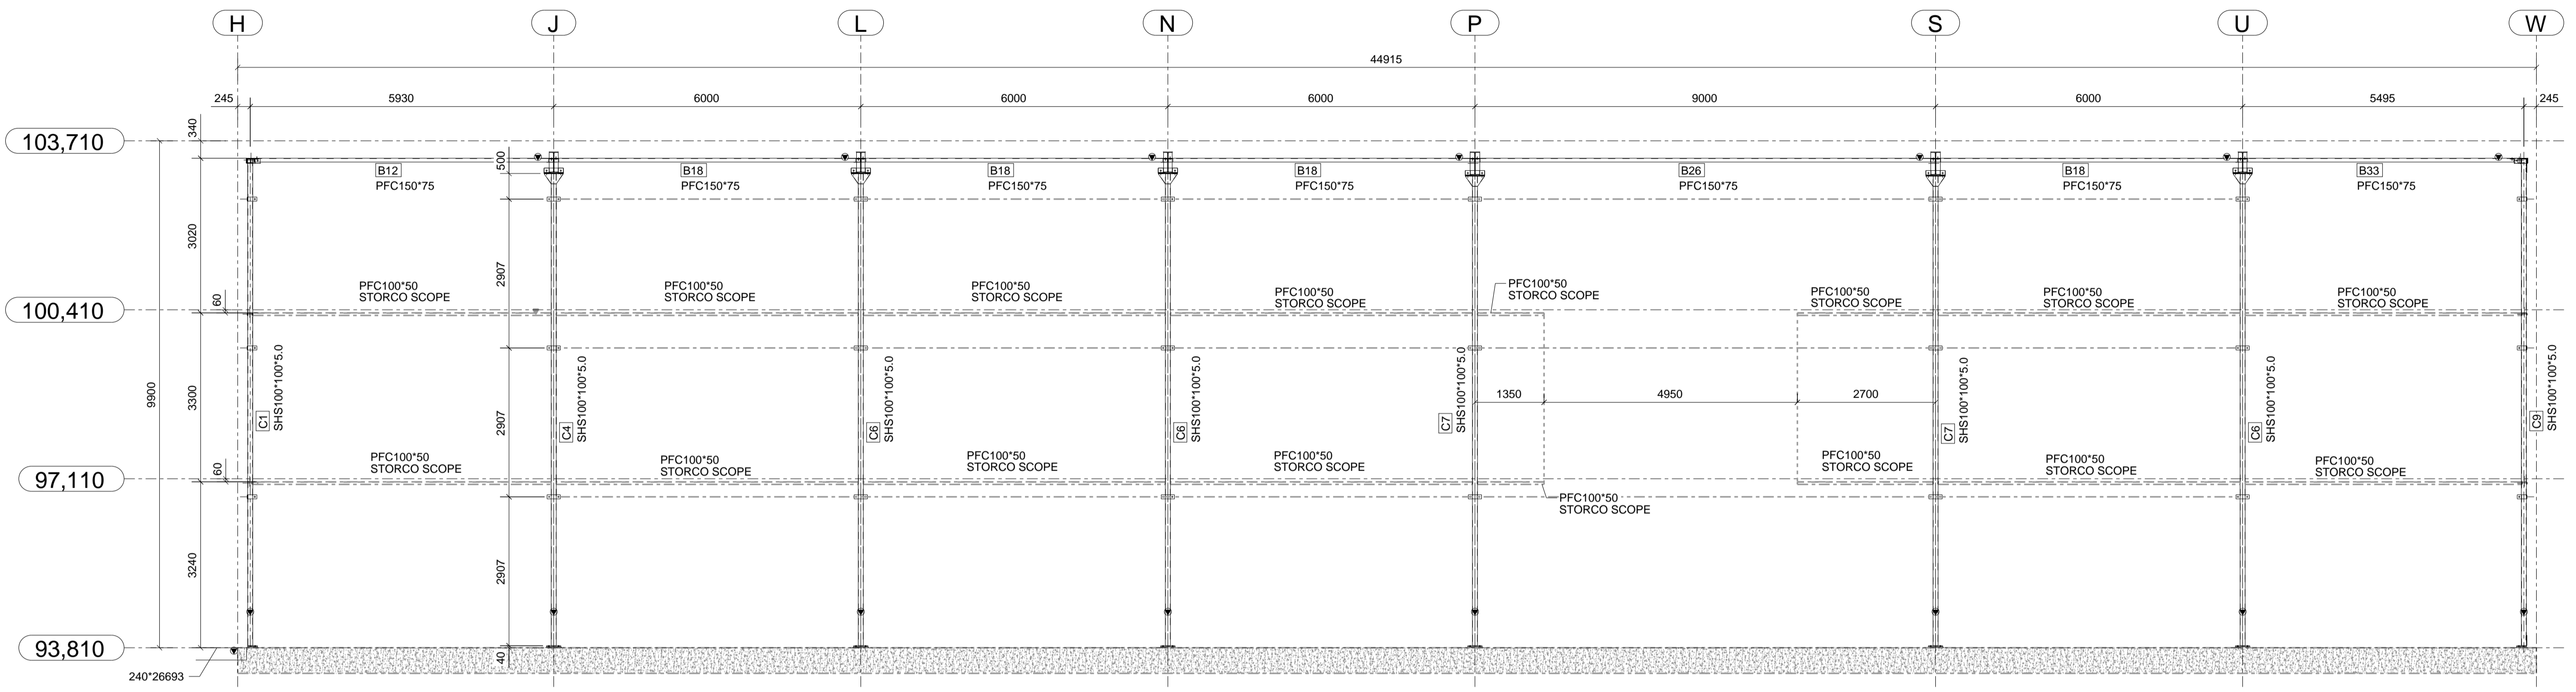 H
J
L
N
P
S
U
W
44915
245
5930
6000
6000
6000
9000
6000
5495
245
340
103,710
500
B12
PFC150*75
B18
PFC150*75
B18
PFC150*75
B18
PFC150*75
B26
PFC150*75
B18
PFC150*75
B33
PFC150*75
3020
2907
PFC100*50
STORCO SCOPE
PFC100*50
STORCO SCOPE
PFC100*50
STORCO SCOPE
PFC100*50
STORCO SCOPE
PFC100*50
STORCO SCOPE
PFC100*50
STORCO SCOPE
PFC100*50
STORCO SCOPE
PFC100*50
STORCO SCOPE
60
100,410
9900
3300
C1
SHS100*100*5.0
2907
C4
SHS100*100*5.0
C6
SHS100*100*5.0
C6
SHS100*100*5.0
C7
SHS100*100*5.0
1350
4950
2700
C7
SHS100*100*5.0
C6
SHS100*100*5.0
C9
SHS100*100*5.0
60
97,110
PFC100*50
STORCO SCOPE
PFC100*50
STORCO SCOPE
PFC100*50
STORCO SCOPE
PFC100*50
STORCO SCOPE
PFC100*50
STORCO SCOPE
PFC100*50
STORCO SCOPE
PFC100*50
STORCO SCOPE
PFC100*50
STORCO SCOPE
3240
2907
93,810
40
240*26693